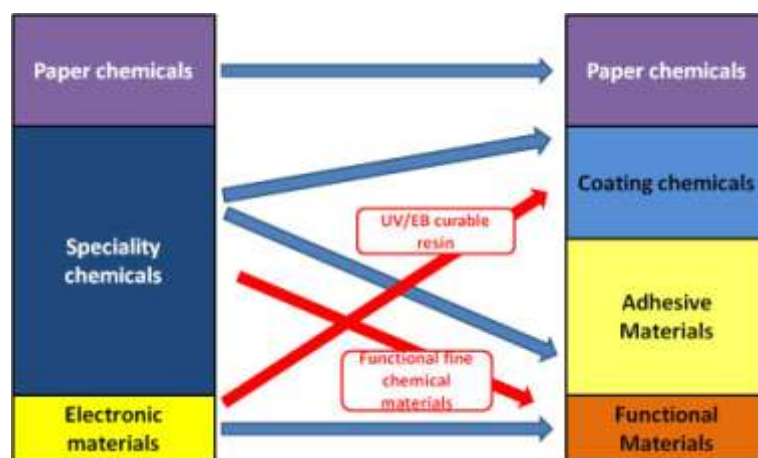 Paper chemicals
Paper chemicals
Coating chemicals
UV/EB curable
resin
Speciality
chemicals
Adhesive
Materials
Functional fine
chemical
materials
Electronic
materials
Functional
Materials